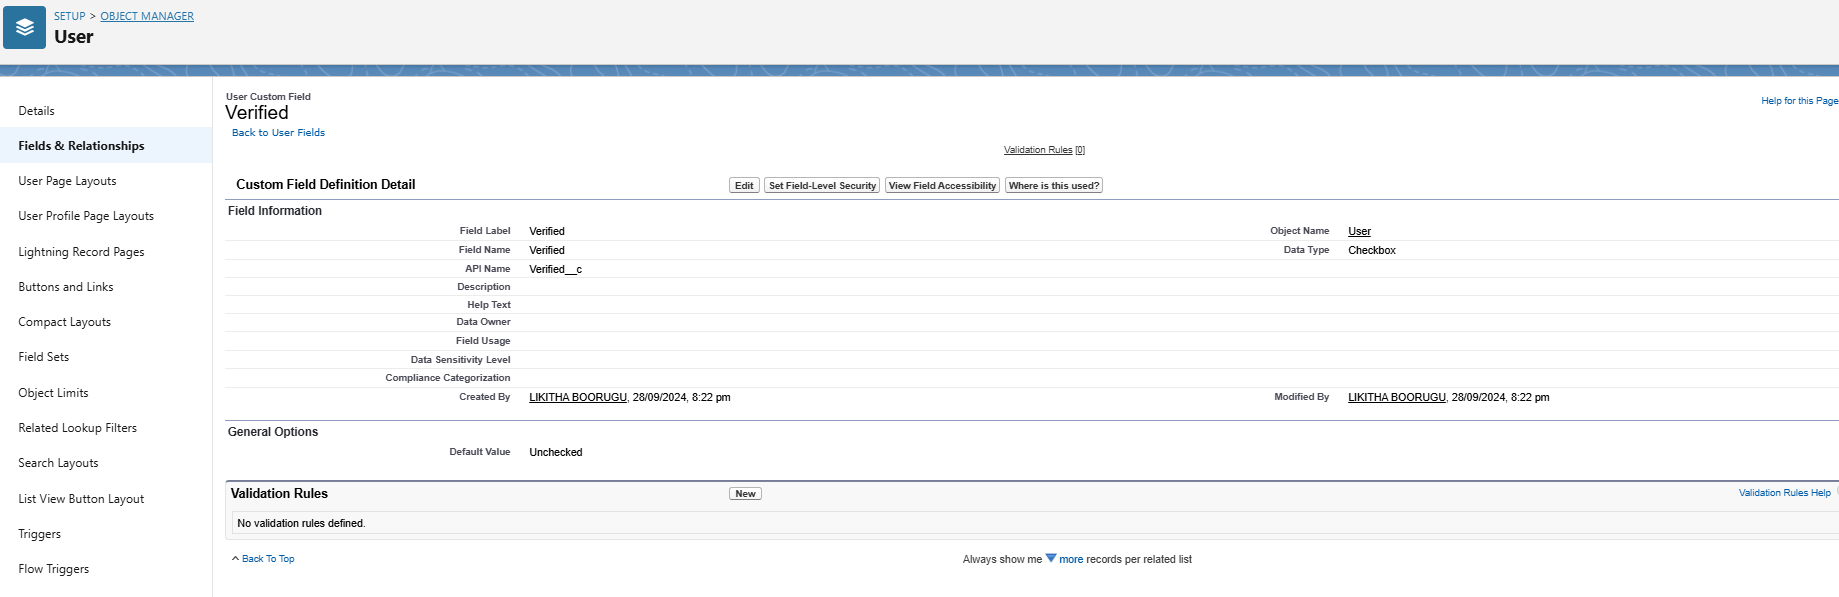 SETUP > OBJECT MANAGER
User
Details
Fields & Relationships
User Page Layouts
User Profile Page Layouts
Lightning Record Pages
Buttons and Links
Compact Layouts
Field Sets
Object Limits
Related Lookup Filters
Search Layouts
List View Button Layout
Triggers
Flow Triggers
User Custom Field
Verified
Help for this Page
Back to User Fields
Validation Rules [0]
Custom Field Definition Detail Edit Set Field-Level Security View Field Accessibility Where is this used?
Field Information
Field Label Verified Object Name User
Field Name Verified Data Type Checkbox
API Name Verified__c
Description
Help Text
Data Owner
Field Usage
Data Sensitivity Level
Compliance Categorization
Created By LIKITHA BOORUGU, 28/09/2024, 8:22 pm Modified By LIKITHA BOORUGU, 28/09/2024, 8:22 pm
General Options
Default Value Unchecked
Validation Rules New Validation Rules Help
No validation rules defined.
Back To Top Always show me more records per related list